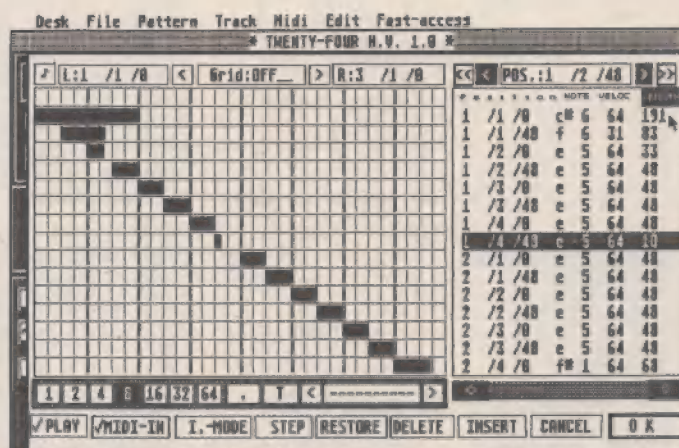 Desk File Pattern Track Midi Edit Fast-access
* TWENTY-FOUR H.V. 1.0 *
L:1 /1 /0 < Grid:OFF__ > R:3 /1 /0 << < POS.:1 /2 /48 > >>
Position NOTE VELOC
1 /1 /0 c# 6 64 191
1 /1 /48 f 6 31 83
1 /2 /0 e 5 64 33
1 /2 /48 e 5 64 48
1 /3 /0 e 5 64 48
1 /3 /48 e 5 64 48
1 /4 /0 e 5 64 48
1 /4 /48 e 5 64 10
2 /1 /0 e 5 64 48
2 /1 /48 e 5 64 48
2 /2 /0 e 5 64 48
2 /2 /48 e 5 64 48
2 /3 /0 e 5 64 48
2 /3 /48 e 5 64 48
2 /4 /0 f# 1 64 68
1 2 4 8 16 32 64 . T < ----------- >
√PLAY √MIDI-IN I.-MODE STEP RESTORE DELETE INSERT CANCEL O K